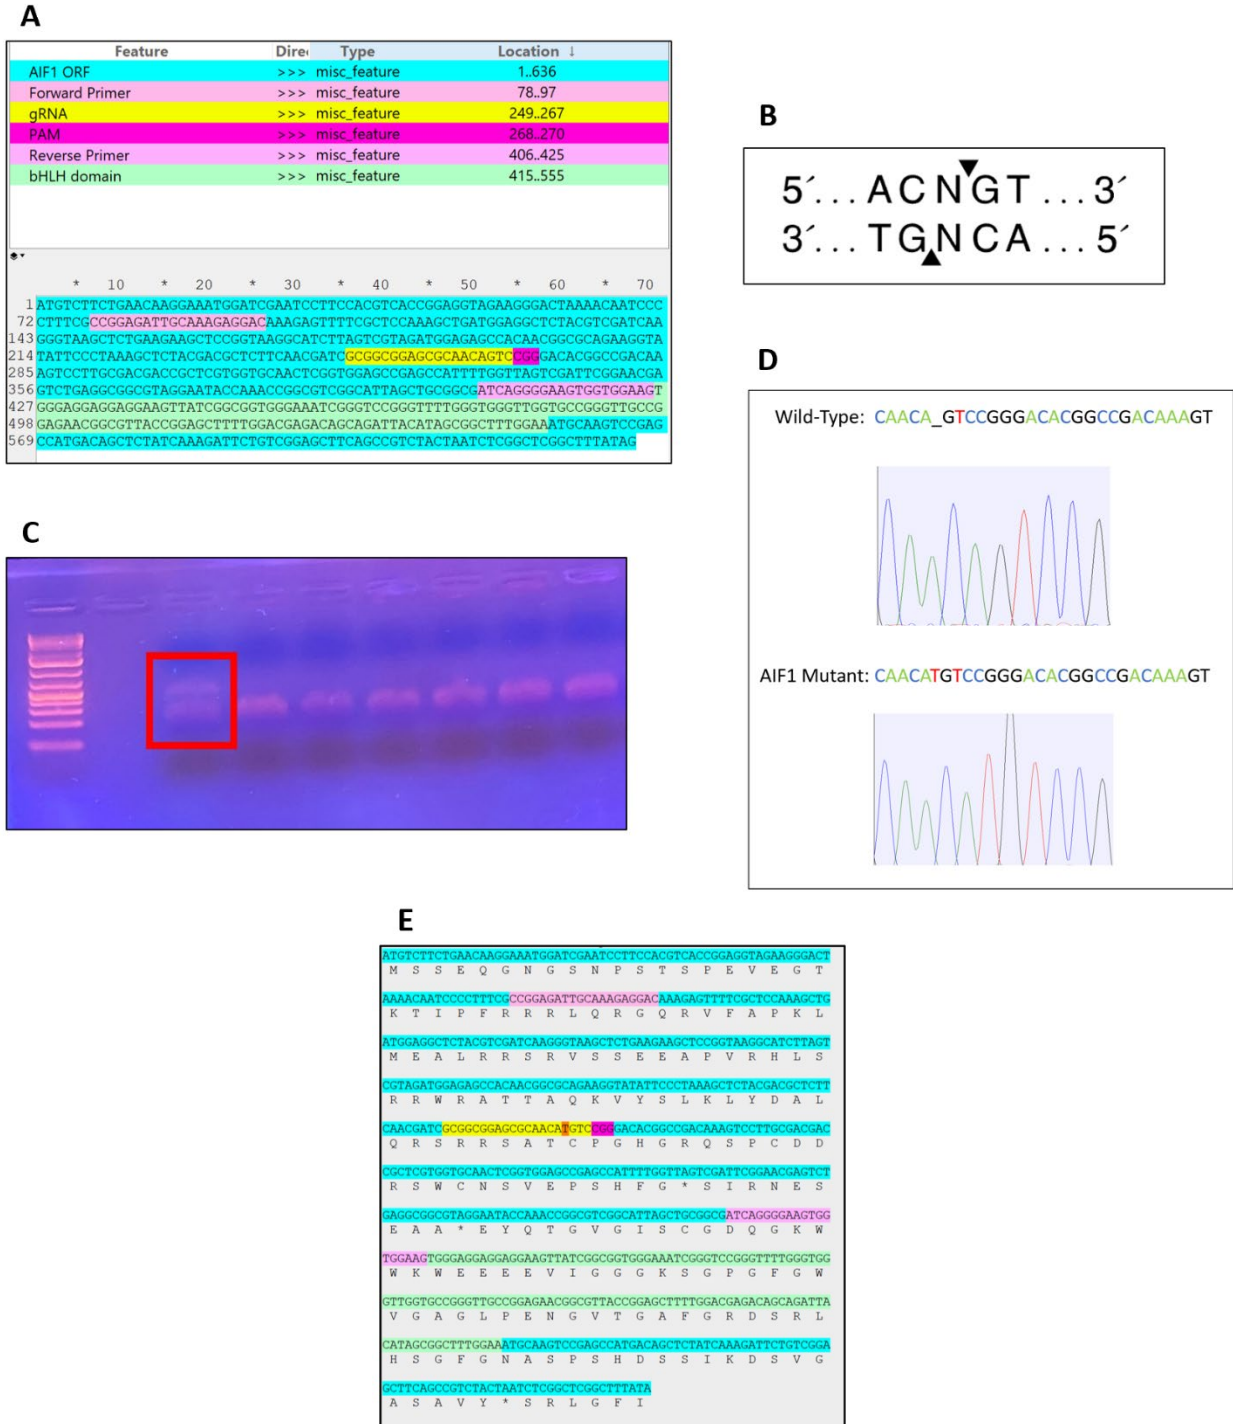 A
Feature Dire Type Location ↓
AIF1 ORF >>> misc_feature 1..636
Forward Primer >>> misc_feature 78..97
gRNA >>> misc_feature 249..267
PAM >>> misc_feature 268..270
Reverse Primer >>> misc_feature 406..425
bHLH domain >>> misc_feature 415..555
* 10 * 20 * 30 * 40 * 50 * 60 * 70
1 ATGTCTTCTGAACAAGGAAATGGATCGAATCCTTCCACGTCACCGGAGGTAGAAGGGACTAAAACAATCCC
72 CTTTCGCCGGAGATTGCAAAGAGGACAAAGAGTTTTCGCTCCAAAGCTGATGGAGGCTCTACGTCGATCAA
143 GGGTAAGCTCTGAAGAAGCTCCGGTAAGGCATCTTAGTCGTAGATGGAGAGCCACAACGGCGCAGAAGGTA
214 TATTCCCTAAAGCTCTACGACGCTCTTCAACGATCGCGGCGGAGCGCAACAGTCCGGGACACGGCCGACAA
285 AGTCCTTGCGACGACCGCTCGTGGTGCAACTCGGTGGAGCCGAGCCATTTTGGTTAGTCGATTCGGAACGA
356 GTCTGAGGCGGCGTAGGAATACCAAACCGGCGTCGGCATTAGCTGCGGCGATCAGGGGAAGTGGTGGAAGT
427 GGGAGGAGGAGGAAGTTATCGGCGGTGGGAAATCGGGTCCGGGTTTTGGGTGGGTTGGTGCCGGGTTGCCG
498 GAGAACGGCGTTACCGGAGCTTTTGGACGAGACAGCAGATTACATAGCGGCTTTGGAAATGCAAGTCCGAG
569 CCATGACAGCTCTATCAAAGATTCTGTCGGAGCTTCAGCCGTCTACTAATCTCGGCTCGGCTTTATAG
B
5´... A C N G T ... 3´
3´... T G N C A ... 5´
C
D
Wild-Type: CAACA_GTCCGGGACACGGCCGACAAAGT
AIF1 Mutant: CAACATGTCCGGGACACGGCCGACAAAGT
E
ATGTCTTCTGAACAAGGAAATGGATCGAATCCTTCCACGTCACCGGAGGTAGAAGGGACT
M S S E Q G N G S N P S T S P E V E G T
AAAACAATCCCCTTTCGCCGGAGATTGCAAAGAGGACAAAGAGTTTTCGCTCCAAAGCTG
K T I P F R R R L Q R G Q R V F A P K L
ATGGAGGCTCTACGTCGATCAAGGGTAAGCTCTGAAGAAGCTCCGGTAAGGCATCTTAGT
M E A L R R S R V S S E E A P V R H L S
CGTAGATGGAGAGCCACAACGGCGCAGAAGGTATATTCCCTAAAGCTCTACGACGCTCTT
R R W R A T T A Q K V Y S L K L Y D A L
CAACGATCGCGGCGGAGCGCAACATGTCCGGGACACGGCCGACAAAGTCCTTGCGACGAC
Q R S R R S A T C P G H G R Q S P C D D
CGCTCGTGGTGCAACTCGGTGGAGCCGAGCCATTTTGGTTAGTCGATTCGGAACGAGTCT
R S W C N S V E P S H F G * S I R N E S
GAGGCGGCGTAGGAATACCAAACCGGCGTCGGCATTAGCTGCGGCGATCAGGGGAAGTGG
E A A * E Y Q T G V G I S C G D Q G K W
TGGAAGTGGGAGGAGGAGGAAGTTATCGGCGGTGGGAAATCGGGTCCGGGTTTTGGGTGG
W K W E E E E V I G G G K S G P G F G W
GTTGGTGCCGGGTTGCCGGAGAACGGCGTTACCGGAGCTTTTGGACGAGACAGCAGATTA
V G A G L P E N G V T G A F G R D S R L
CATAGCGGCTTTGGAAATGCAAGTCCGAGCCATGACAGCTCTATCAAAGATTCTGTCGGA
H S G F G N A S P S H D S S I K D S V G
GCTTCAGCCGTCTACTAATCTCGGCTCGGCTTTATA
A S A V Y * S R L G F I